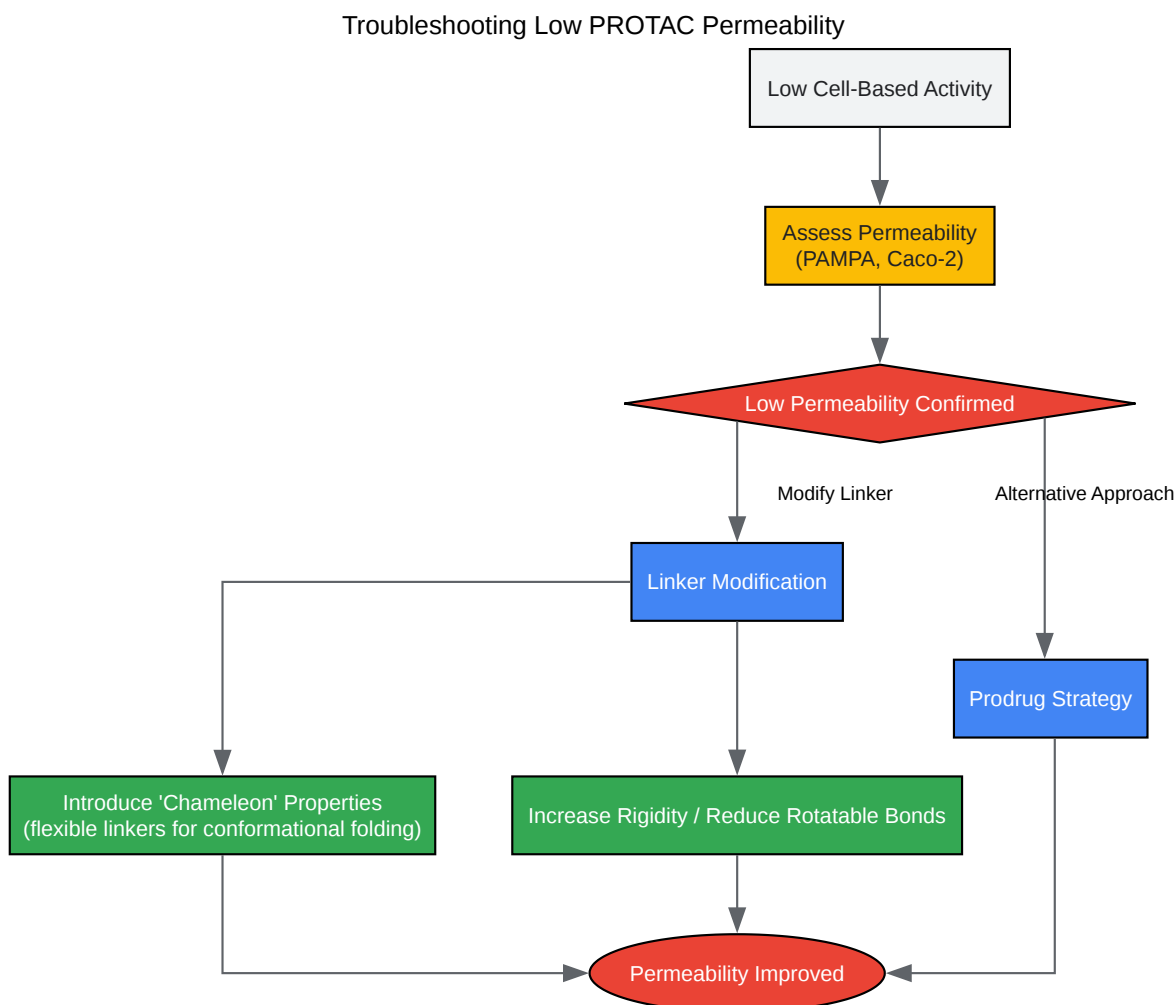 Troubleshooting Low PROTAC Permeability
Low Cell-Based Activity
Assess Permeability
(PAMPA, Caco-2)
Low Permeability Confirmed
Modify Linker
Alternative Approach
Linker Modification
Prodrug Strategy
Introduce 'Chameleon' Properties
(flexible linkers for conformational folding)
Increase Rigidity / Reduce Rotatable Bonds
Permeability Improved